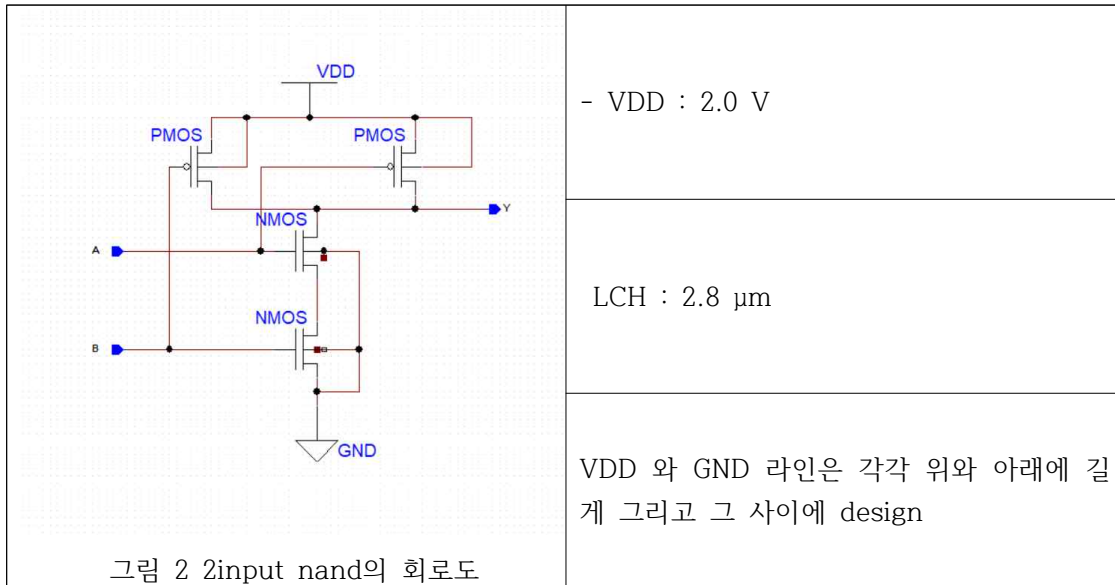 VDD
PMOS
PMOS
Y
NMOS
A
NMOS
B
GND
그림 2 2input nand의 회로도
- VDD : 2.0 V
LCH : 2.8 μm
VDD 와 GND 라인은 각각 위와 아래에 길
게 그리고 그 사이에 design